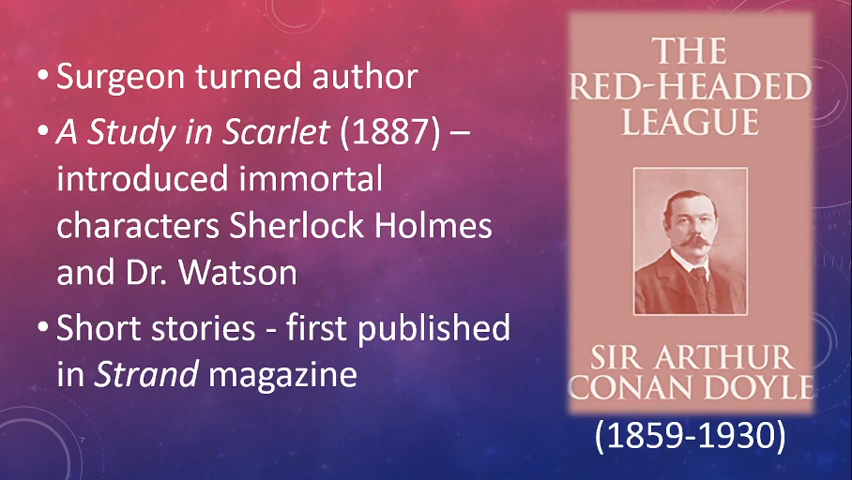 • Surgeon turned author
• A Study in Scarlet (1887) –
introduced immortal
characters Sherlock Holmes
and Dr. Watson
• Short stories - first published
in Strand magazine
THE
RED-HEADED
LEAGUE
SIR ARTHUR
CONAN DOYLE
(1859-1930)